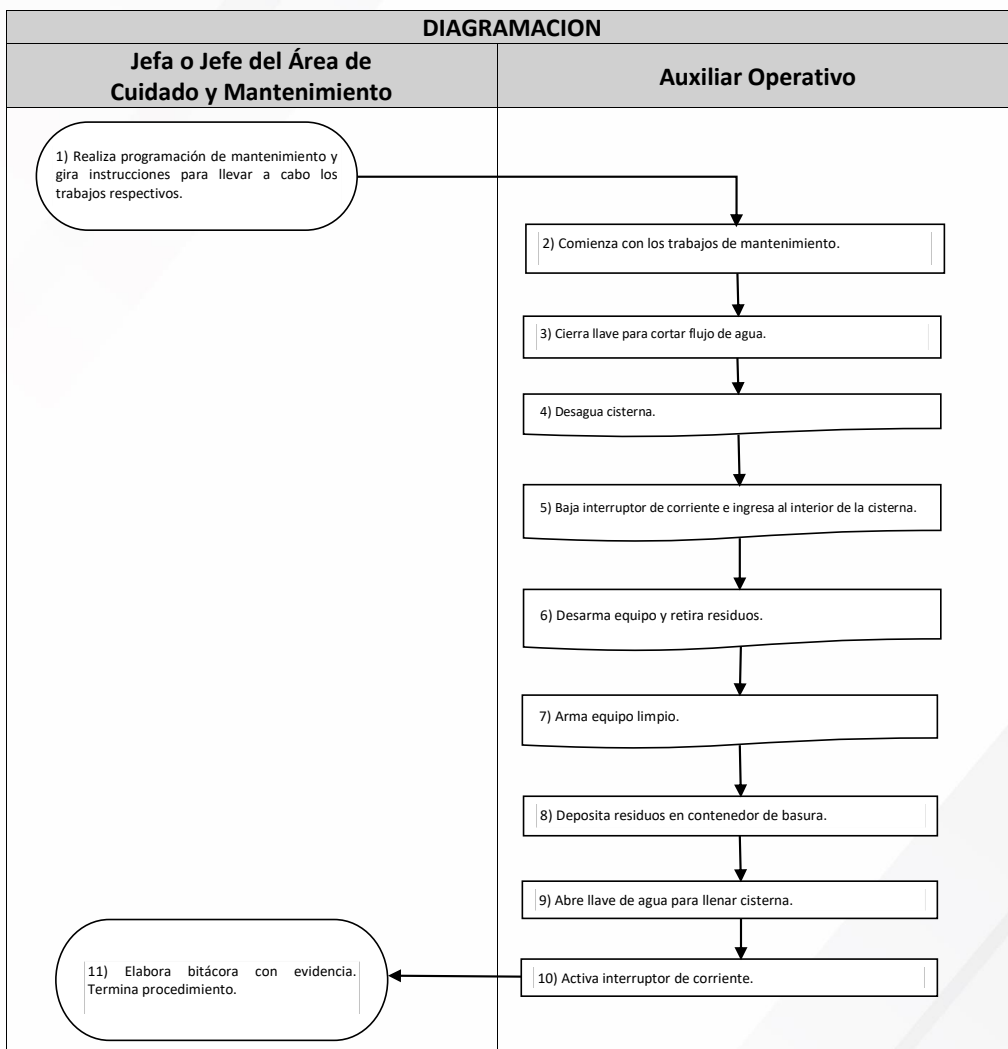 DIAGRAMACION
Jefa o Jefe del Área de
Cuidado y Mantenimiento
Auxiliar Operativo
1) Realiza programación de mantenimiento y
gira instrucciones para llevar a cabo los
trabajos respectivos.
2) Comienza con los trabajos de mantenimiento.
3) Cierra llave para cortar flujo de agua.
4) Desagua cisterna.
5) Baja interruptor de corriente e ingresa al interior de la cisterna.
6) Desarma equipo y retira residuos.
7) Arma equipo limpio.
8) Deposita residuos en contenedor de basura.
9) Abre llave de agua para llenar cisterna.
10) Activa interruptor de corriente.
11) Elabora bitácora con evidencia.
Termina procedimiento.